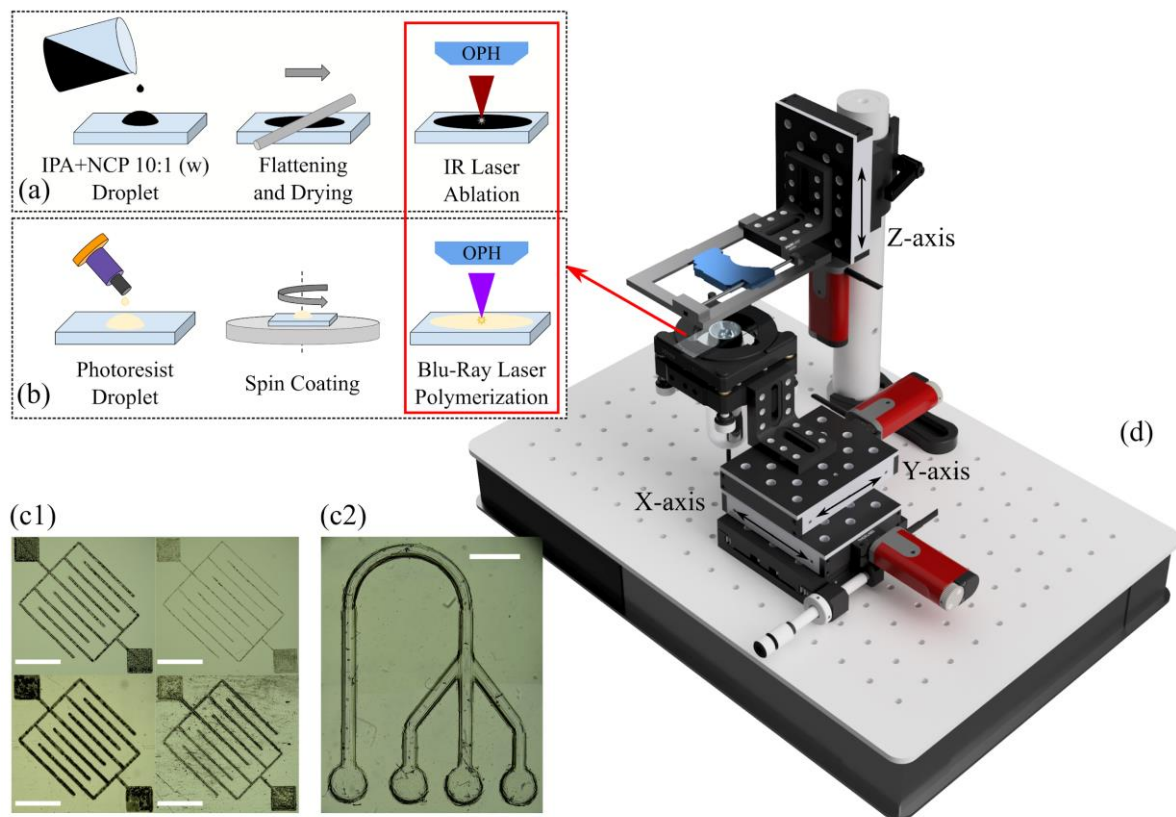 OPH
IPA+NCP 10:1 (w)
Droplet
Flattening
and Drying
IR Laser
Ablation
(a)
OPH
Photoresist
Droplet
Spin Coating
Blu-Ray Laser
Polymerization
(b)
(c1)
(c2)
Z-axis
Y-axis
X-axis
(d)